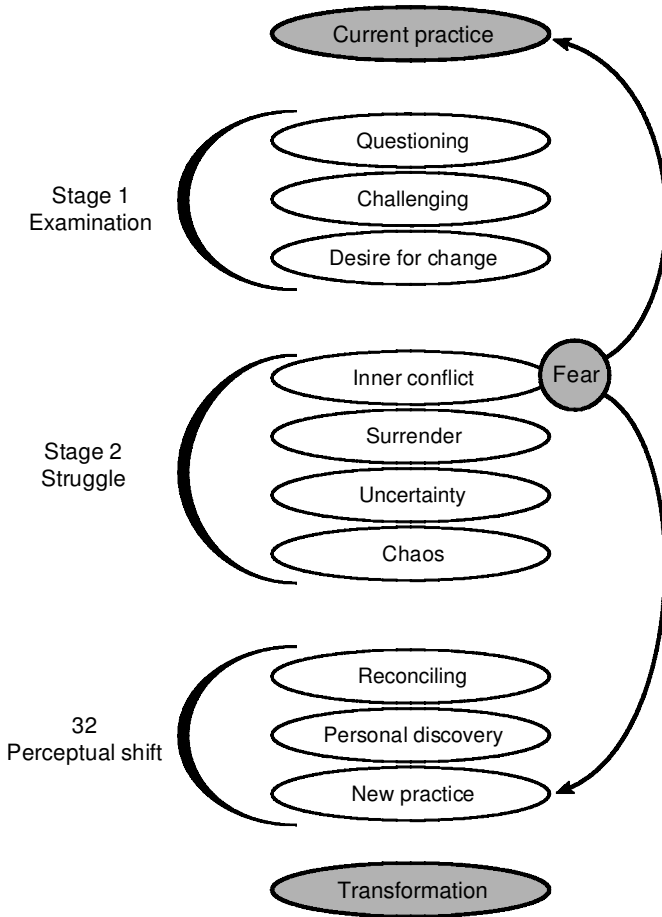 Current practice
Questioning
Stage 1
Examination
Challenging
Desire for change
Inner conflict
Fear
Stage 2
Struggle
Surrender
Uncertainty
Chaos
Reconciling
32
Perceptual shift
Personal discovery
New practice
Transformation